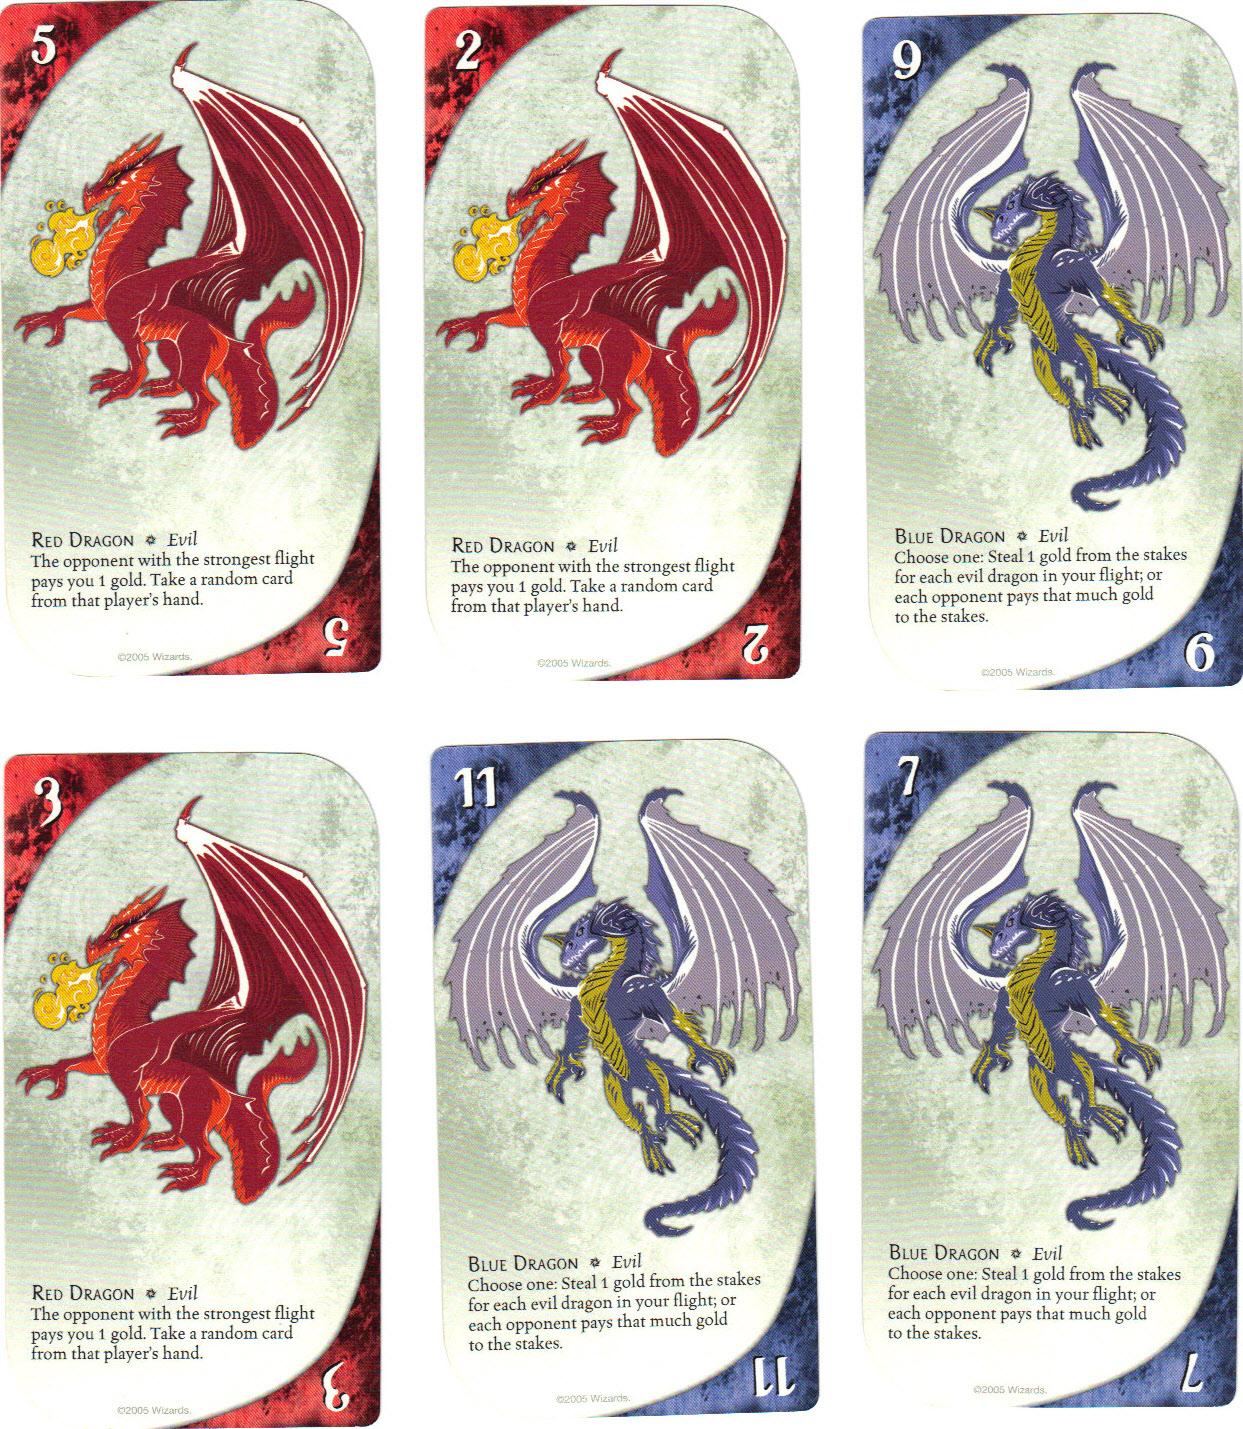 5
RED DRAGON * Evil
The opponent with the strongest flight
pays you 1 gold. Take a random card
from that player's hand.
5
©2005 Wizards.
2
RED DRAGON * Evil
The opponent with the strongest flight
pays you 1 gold. Take a random card
from that player's hand.
2
©2005 Wizards.
9
BLUE DRAGON * Evil
Choose one: Steal 1 gold from the stakes
for each evil dragon in your flight; or
each opponent pays that much gold
to the stakes.
9
©2005 Wizards.
3
RED DRAGON * Evil
The opponent with the strongest flight
pays you 1 gold. Take a random card
from that player's hand.
3
©2005 Wizards.
11
BLUE DRAGON * Evil
Choose one: Steal 1 gold from the stakes
for each evil dragon in your flight; or
each opponent pays that much gold
to the stakes.
11
©2005 Wizards.
7
BLUE DRAGON * Evil
Choose one: Steal 1 gold from the stakes
for each evil dragon in your flight; or
each opponent pays that much gold
to the stakes.
7
©2005 Wizards.